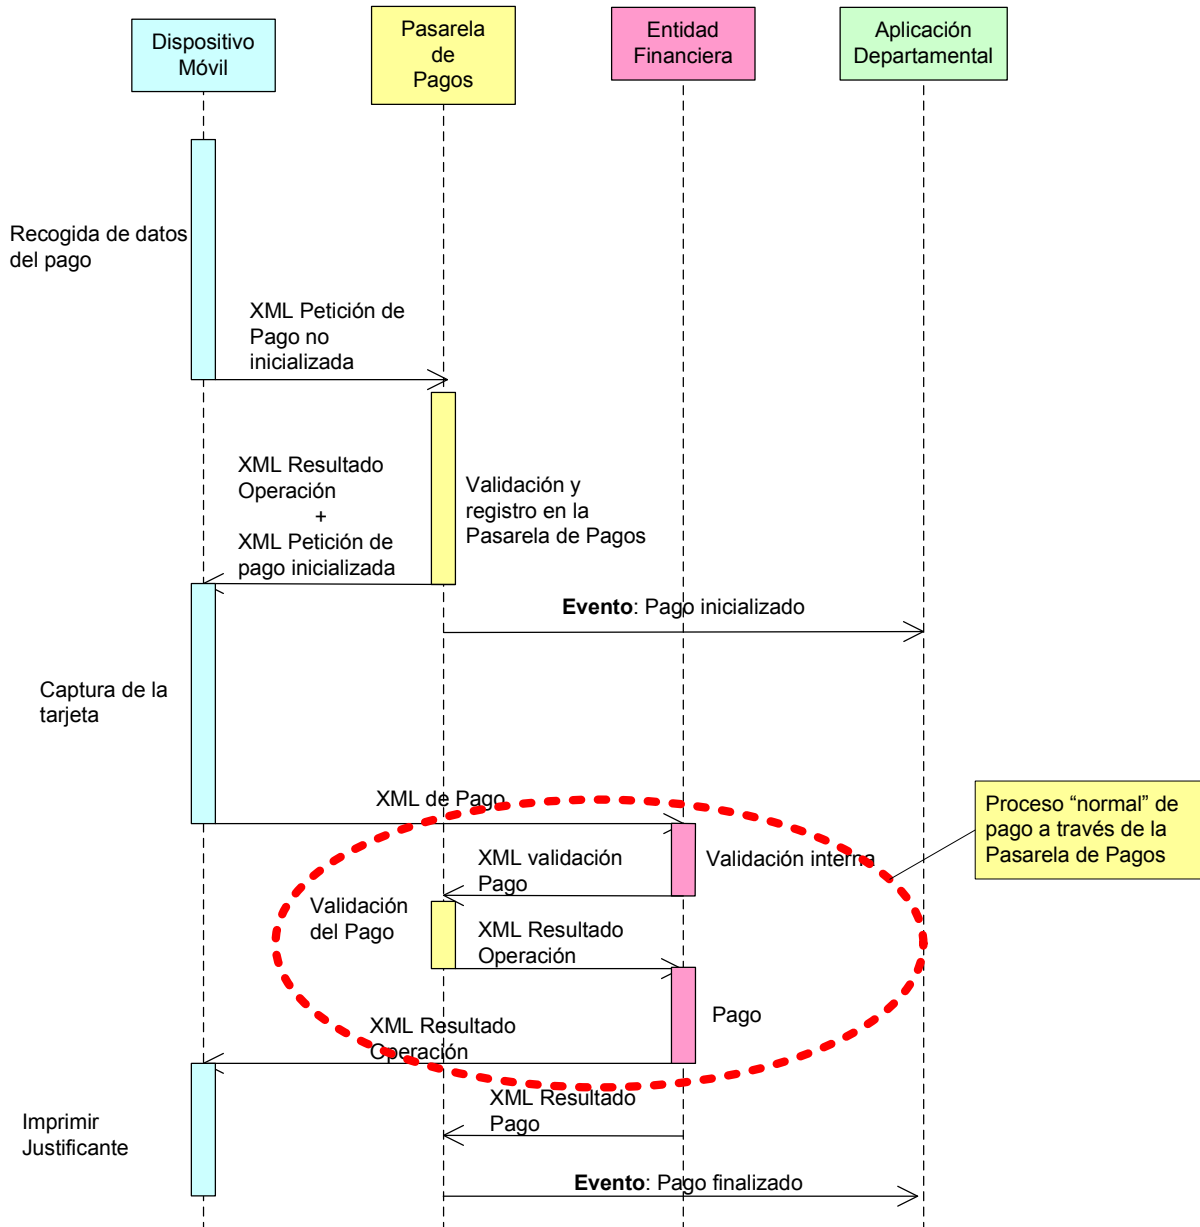 Dispositivo
Móvil
Pasarela
de
Pagos
Entidad
Financiera
Aplicación
Departamental
Recogida de datos
del pago
XML Petición de
Pago no
inicializada
XML Resultado
Operación
+
XML Petición de
pago inicializada
Validación y
registro en la
Pasarela de Pagos
Evento: Pago inicializado
Captura de la
tarjeta
XML de Pago
Proceso “normal” de
pago a través de la
Pasarela de Pagos
XML validación
Pago
Validación interna
Validación
del Pago
XML Resultado
Operación
Pago
XML Resultado
Operación
XML Resultado
Pago
Imprimir
Justificante
Evento: Pago finalizado